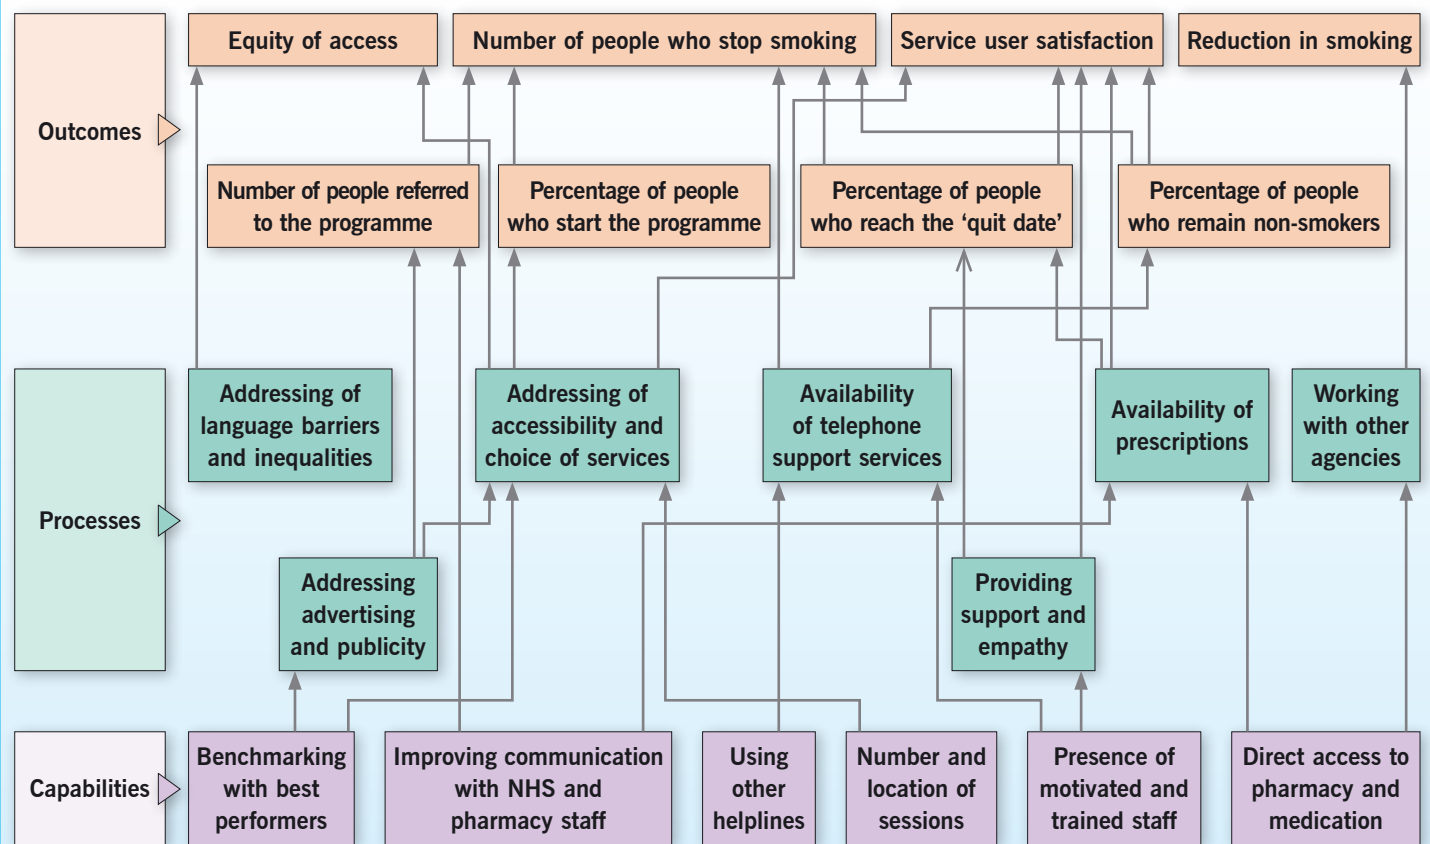 Outcomes
Equity of access
Number of people who stop smoking
Service user satisfaction
Reduction in smoking
Number of people referred
to the programme
Percentage of people
who start the programme
Percentage of people
who reach the ‘quit date’
Percentage of people
who remain non-smokers
Processes
Addressing of
language barriers
and inequalities
Addressing of
accessibility and
choice of services
Availability
of telephone
support services
Availability of
prescriptions
Working
with other
agencies
Addressing
advertising
and publicity
Providing
support and
empathy
Capabilities
Benchmarking
with best
performers
Improving communication
with NHS and
pharmacy staff
Using
other
helplines
Number and
location of
sessions
Presence of
motivated and
trained staff
Direct access to
pharmacy and
medication